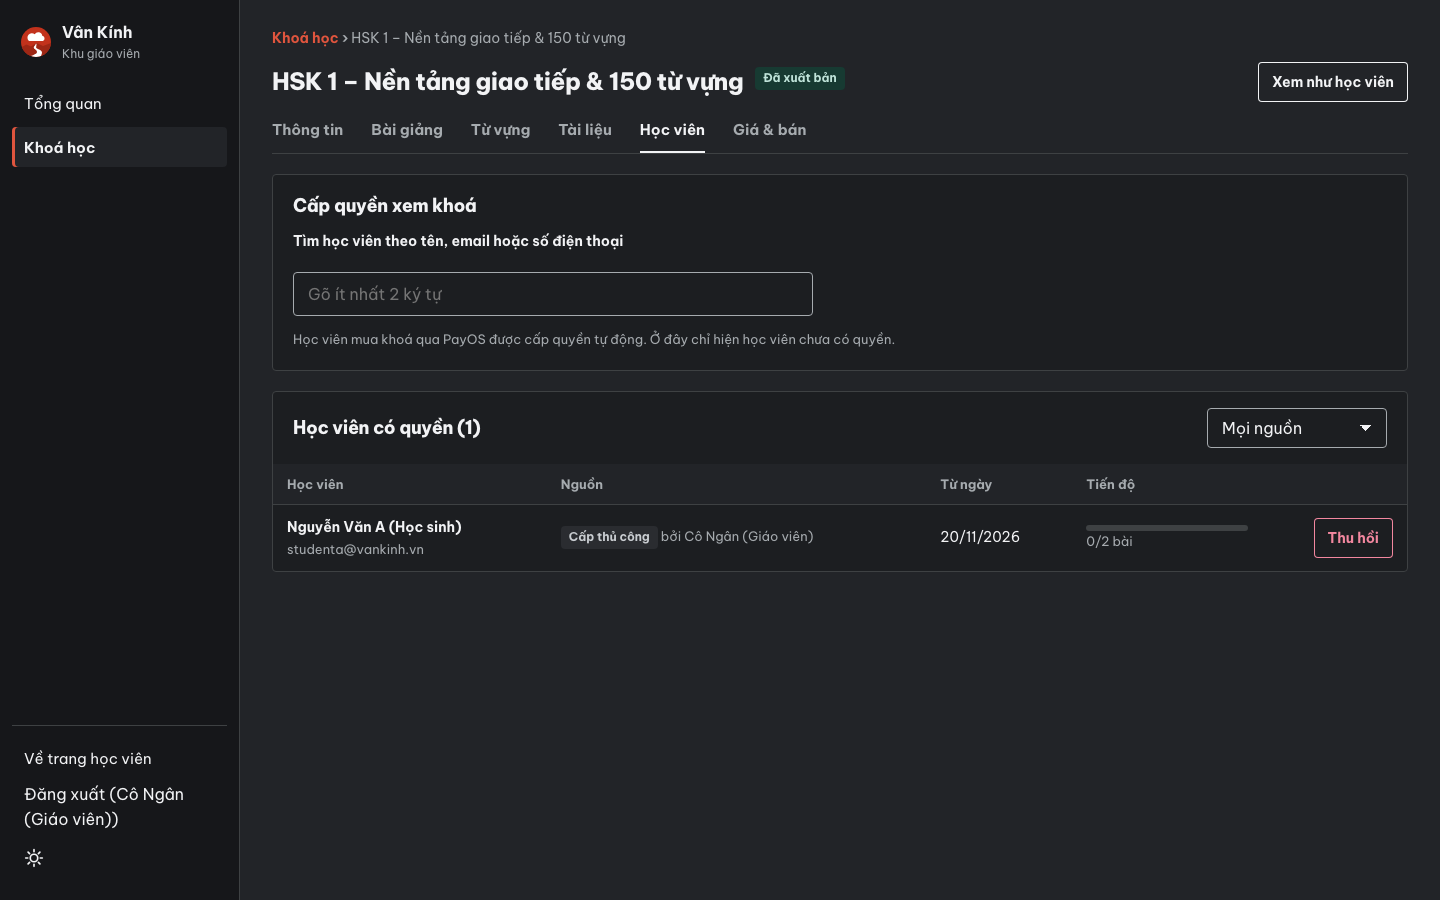 Vân Kính
Khu giáo viên
Tổng quan
Khoá học
Về trang học viên
Đăng xuất (Cô Ngân
(Giáo viên))
Khoá học › HSK 1 – Nền tảng giao tiếp & 150 từ vựng
HSK 1 – Nền tảng giao tiếp & 150 từ vựng Đã xuất bản
Xem như học viên
Thông tin Bài giảng Từ vựng Tài liệu Học viên Giá & bán
Cấp quyền xem khoá
Tìm học viên theo tên, email hoặc số điện thoại
Gõ ít nhất 2 ký tự
Học viên mua khoá qua PayOS được cấp quyền tự động. Ở đây chỉ hiện học viên chưa có quyền.
Học viên có quyền (1)
Mọi nguồn
Học viên Nguồn Từ ngày Tiến độ
Nguyễn Văn A (Học sinh)
studenta@vankinh.vn
Cấp thủ công bởi Cô Ngân (Giáo viên)
20/11/2026
0/2 bài
Thu hồi